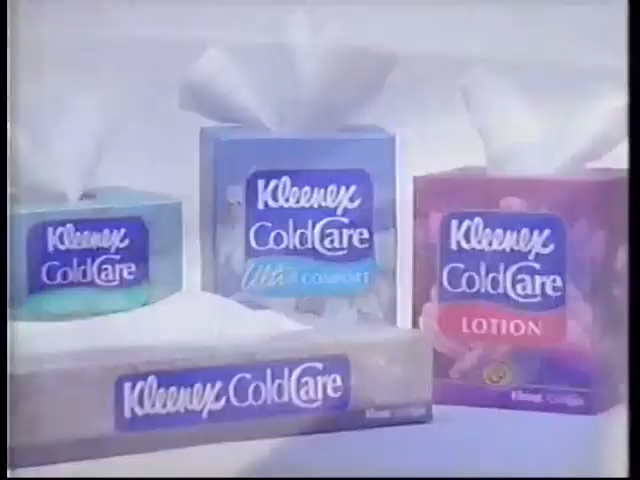 Kleenex
ColdCare
Kleenex
ColdCare
Ultra COMFORT
Kleenex
ColdCare
LOTION
Kleenex ColdCare